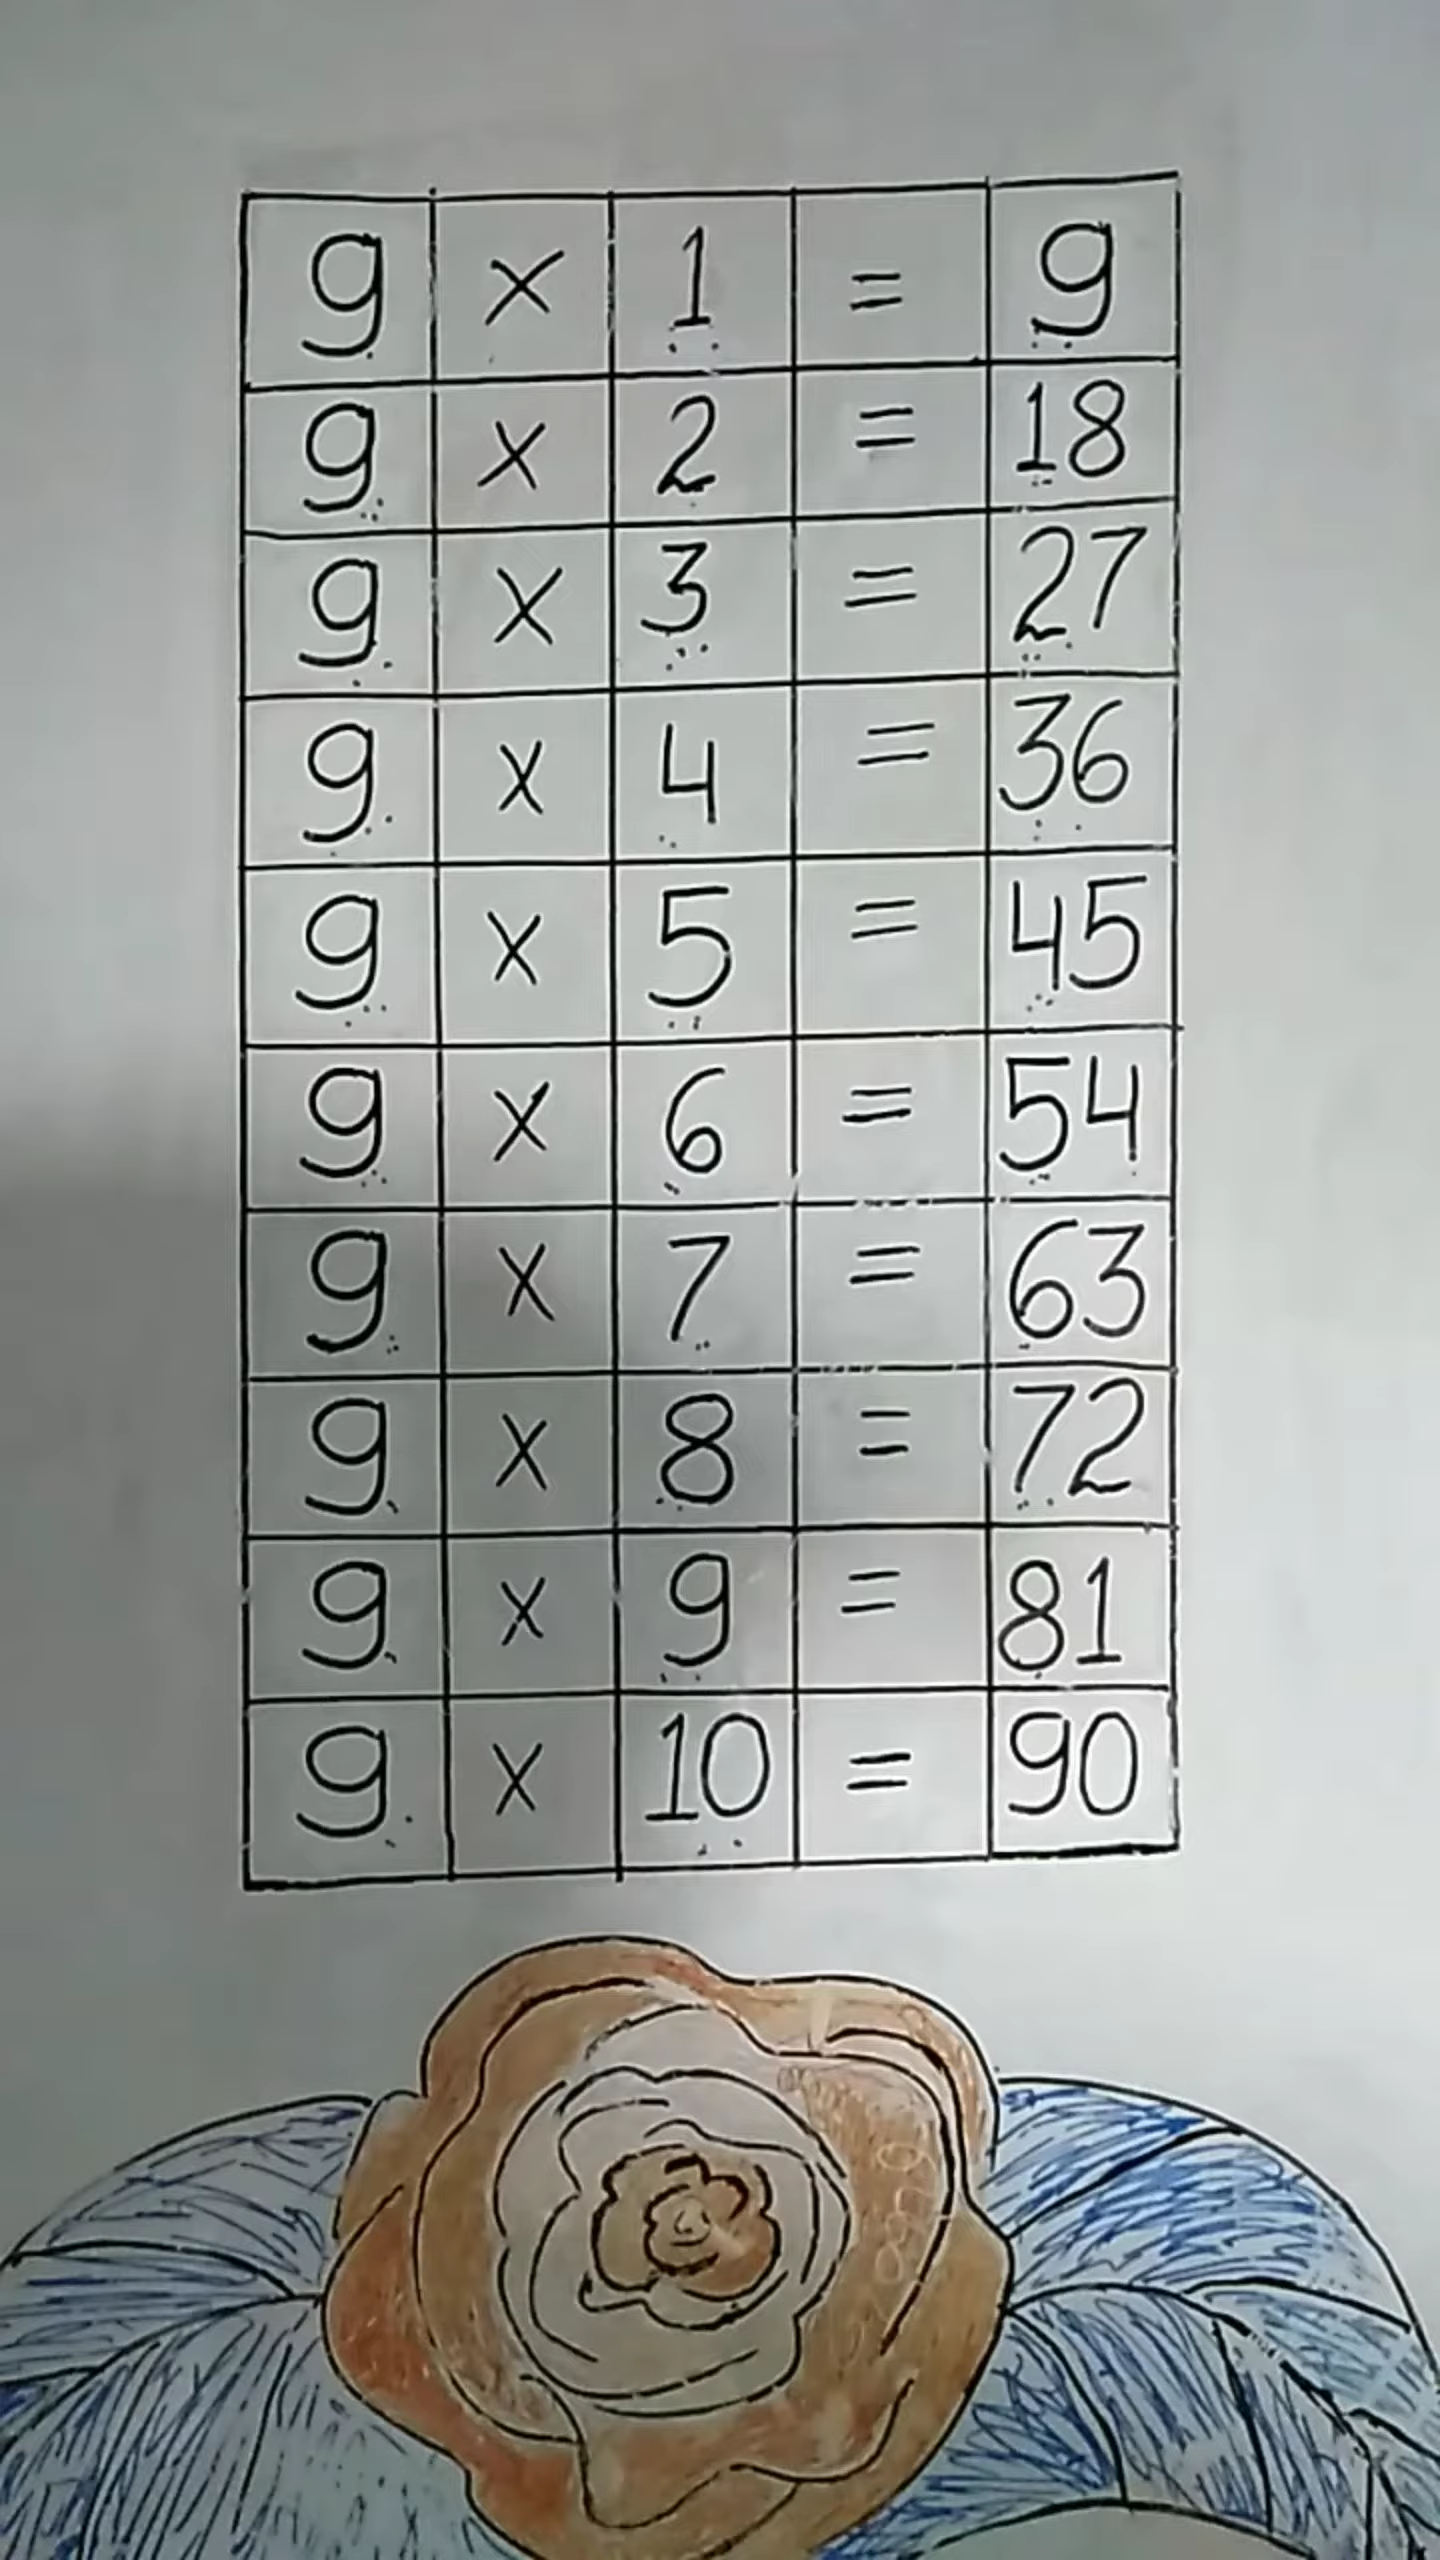 9 × 1 = 9
9 × 2 = 18
9 × 3 = 27
9 × 4 = 36
9 × 5 = 45
9 × 6 = 54
9 × 7 = 63
9 × 8 = 72
9 × 9 = 81
9 × 10 = 90